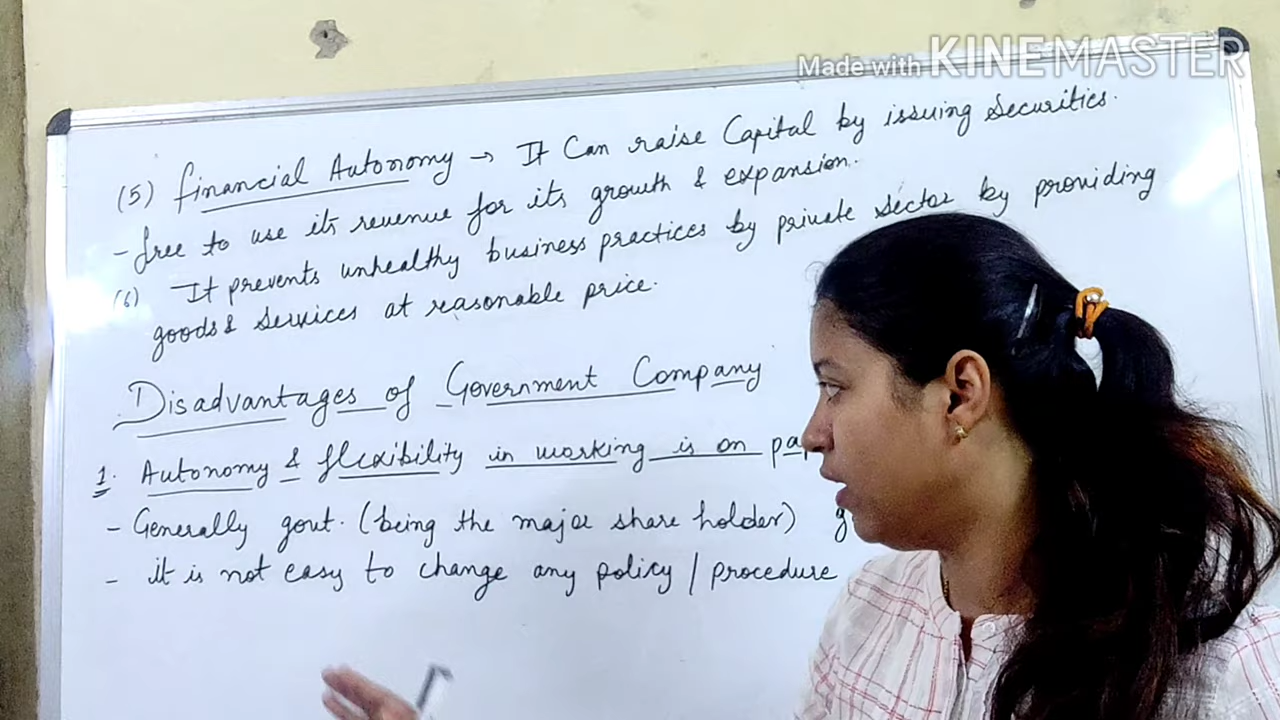 Made with KINEMASTER
(5) financial Autonomy → It Can raise Capital by issuing Securities.
- free to use its revenue for its growth & expansion.
(6) It prevents unhealthy business practices by private sector by providing
goods & Services at reasonable price.
Disadvantages of Government Company
1. Autonomy & flexibility in working is on
- Generally govt. (being the major share holder)
- it is not easy to change any policy / procedure